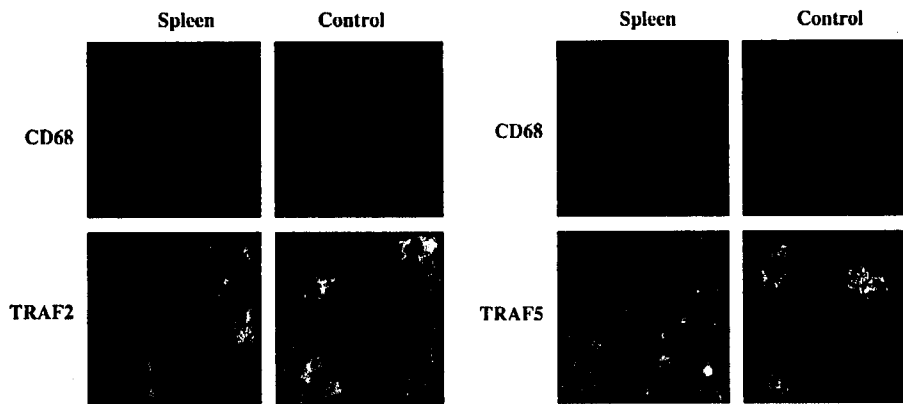 Spleen Control Spleen Control
CD68 CD68
TRAF2 TRAF5